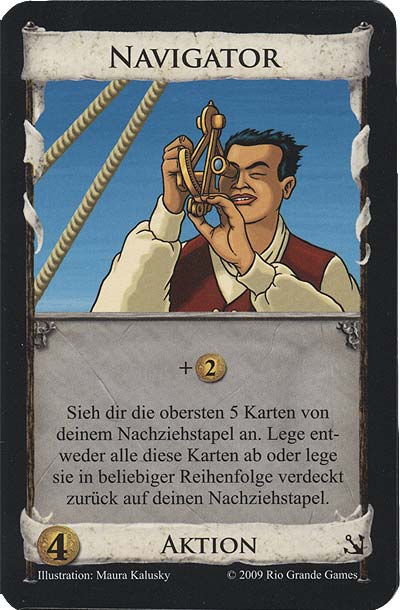 NAVIGATOR
+ 2
Sieh dir die obersten 5 Karten von
deinem Nachziehstapel an. Lege ent-
weder alle diese Karten ab oder lege
sie in beliebiger Reihenfolge verdeckt
zurück auf deinen Nachziehstapel.
4 AKTION
Illustration: Maura Kalusky © 2009 Rio Grande Games